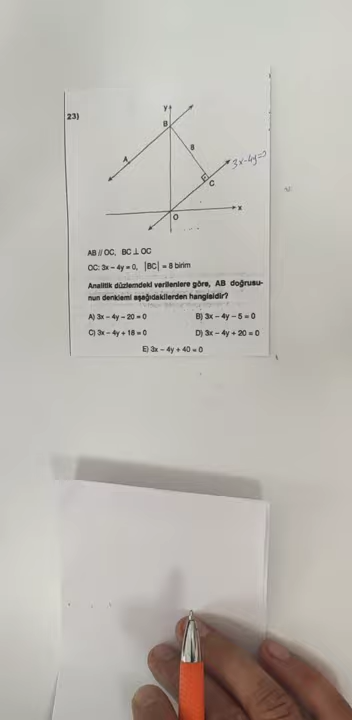 23)
y
B
8
A
3x-4y=0
C
x
O
AB // OC, BC ⊥ OC
OC: 3x – 4y = 0, |BC| = 8 birim
Analitik düzlemdeki verilenlere göre, AB doğrusu-
nun denklemi aşağıdakilerden hangisidir?
A) 3x – 4y – 20 = 0 B) 3x – 4y – 5 = 0
C) 3x – 4y + 18 = 0 D) 3x – 4y + 20 = 0
E) 3x – 4y + 40 = 0